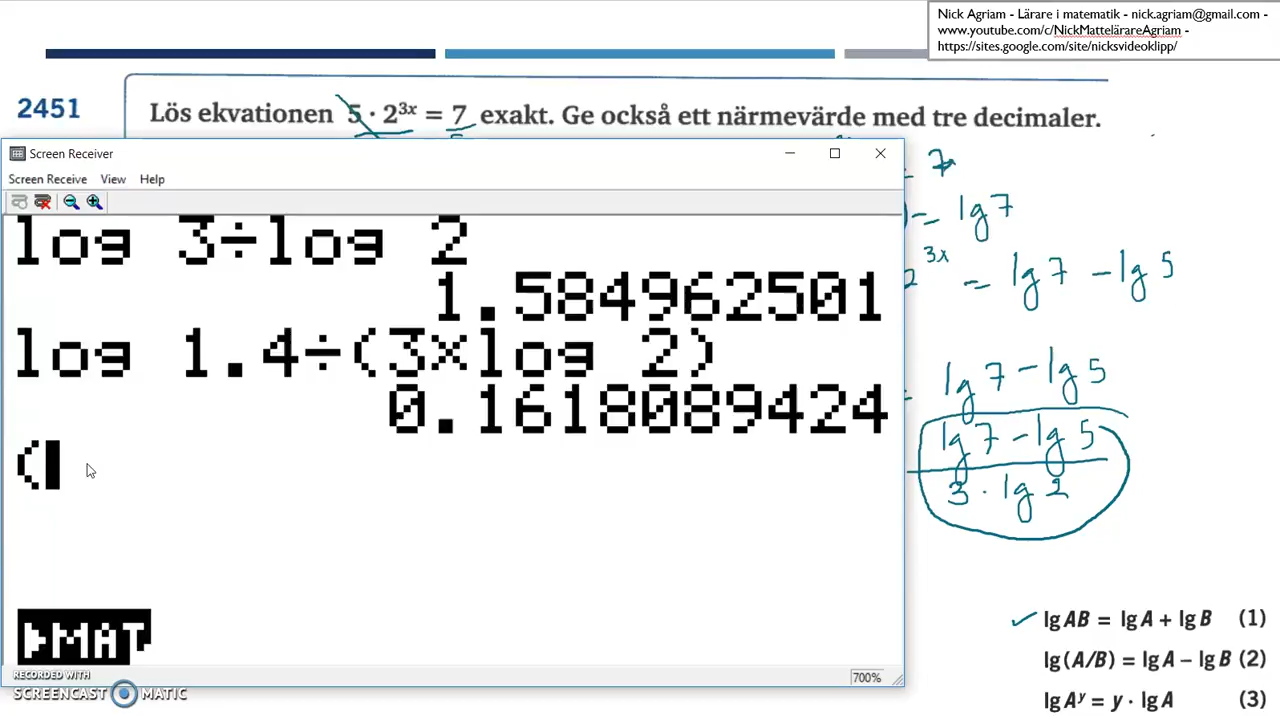 Nick Agriam - Lärare i matematik - nick.agriam@gmail.com -
www.youtube.com/c/NickMattelärareAgriam -
https://sites.google.com/site/nicksvideoklipp/
2451
Lös ekvationen 5 · 2^3x = 7 exakt. Ge också ett närmevärde med tre decimaler.
Screen Receiver
Screen Receive View Help
log 3÷log 2
1.584962501
log 1.4÷(3×log 2)
0.1618089424
(
▶MAT
RECORDED WITH
SCREENCAST MATIC
700%
7
= lg 7
2^3x = lg 7 - lg 5
= lg 7 - lg 5
lg 7 - lg 5
3 · lg 2
✓ lg AB = lg A + lg B (1)
lg(A/B) = lg A - lg B (2)
lg A^y = y · lg A (3)